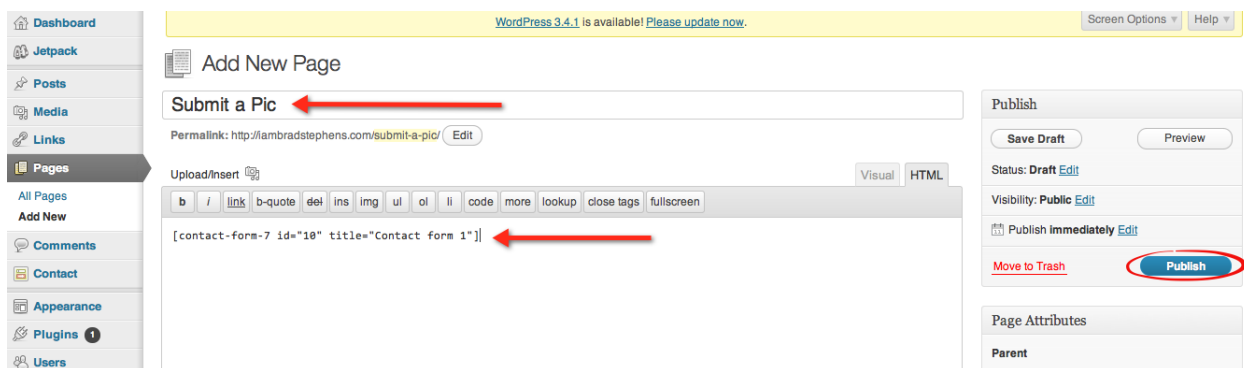 WordPress 3.4.1 is available! Please update now.
Screen Options
Help
Dashboard
Jetpack
Posts
Media
Links
Pages
All Pages
Add New
Comments
Contact
Appearance
Plugins 1
Users
Add New Page
Submit a Pic
Permalink: http://iambradstephens.com/submit-a-pic/ Edit
Upload/Insert
Visual HTML
b i link b-quote del ins img ul ol li code more lookup close tags fullscreen
[contact-form-7 id="10" title="Contact form 1"]
Publish
Save Draft Preview
Status: Draft Edit
Visibility: Public Edit
Publish immediately Edit
Move to Trash Publish
Page Attributes
Parent